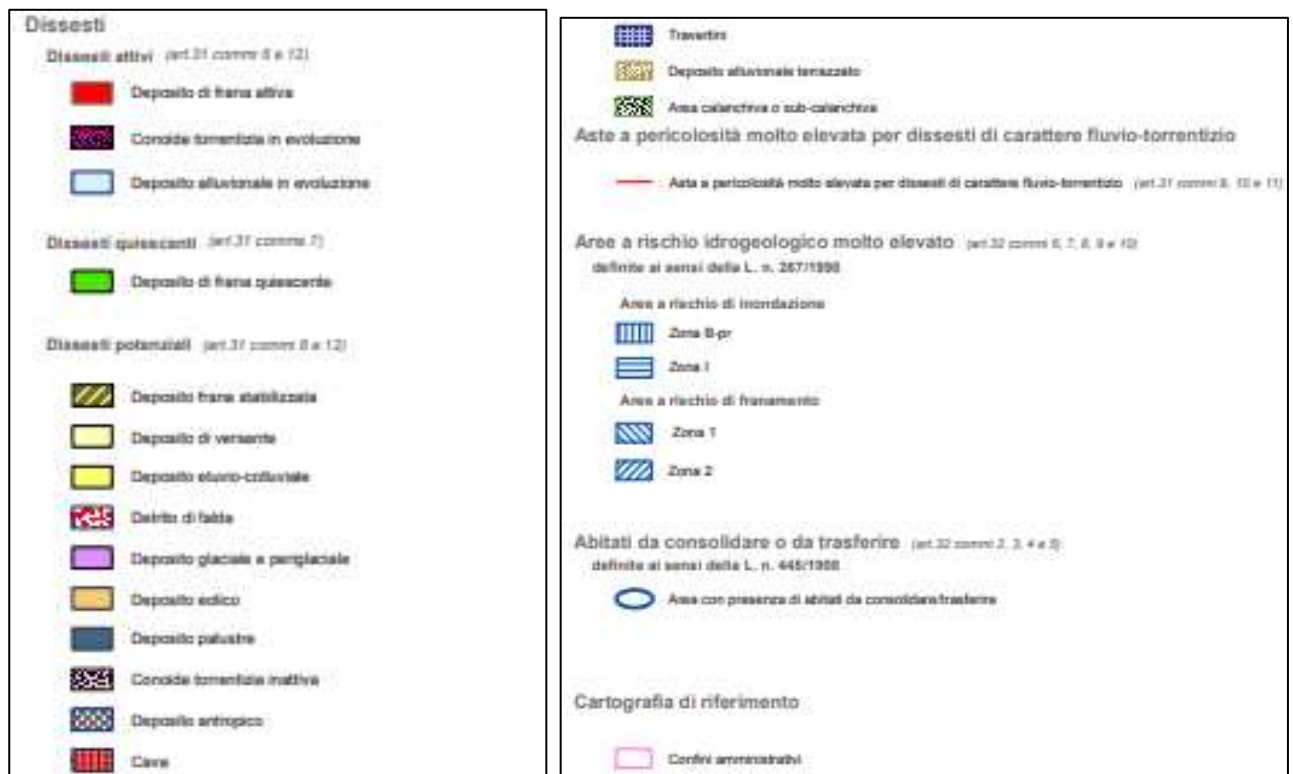 Dissesti
Dissesti attivi (art.31 commi 8 e 12)
Deposito di frana attiva
Conoide torrentizia in evoluzione
Deposito alluvionale in evoluzione
Dissesti quiescenti (art.31 comma 7)
Deposito di frana quiescente
Dissesti potenziali (art.31 commi 8 e 12)
Deposito frana stabilizzata
Deposito di versante
Deposito eluvio-colluviale
Detrito di falda
Deposito glaciale e periglaciale
Deposito eolico
Deposito palustre
Conoide torrentizia inattiva
Deposito antropico
Cava
Travertini
Deposito alluvionale terrazzato
Area calanchiva o sub-calanchiva
Aste a pericolosità molto elevata per dissesti di carattere fluvio-torrentizio
Asta a pericolosità molto elevata per dissesti di carattere fluvio-torrentizio (art.31 commi 9, 10 e 11)
Aree a rischio idrogeologico molto elevato (art.32 commi 6, 7, 8, 9 e 10)
definite ai sensi della L. n. 267/1998
Aree a rischio di inondazione
Zona B-pr
Zona I
Aree a rischio di franamento
Zona 1
Zona 2
Abitati da consolidare o da trasferire (art.32 commi 2, 3, 4 e 5)
definite ai sensi della L. n. 445/1908
Area con presenza di abitati da consolidare/trasferire
Cartografia di riferimento
Confini amministrativi